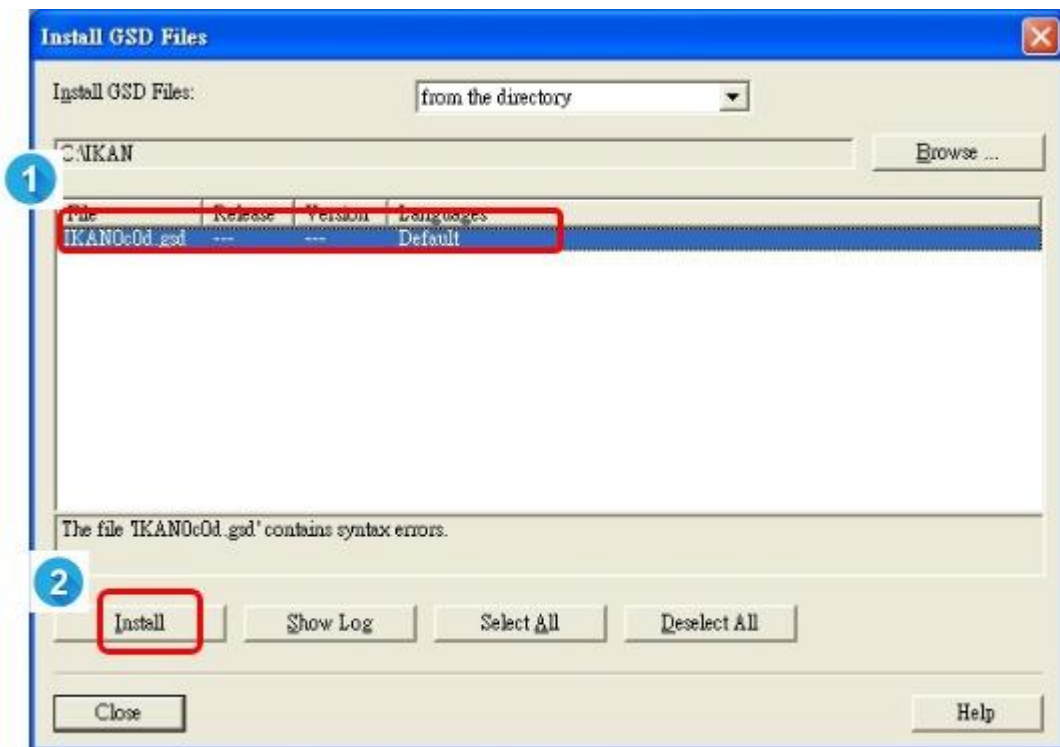 Install GSD Files
Install GSD Files: from the directory
C:\IKAN Browse ...
1
File Release Version Languages
IKAN0c0d.gsd --- --- Default
The file 'IKAN0c0d.gsd' contains syntax errors.
2
Install Show Log Select All Deselect All
Close Help